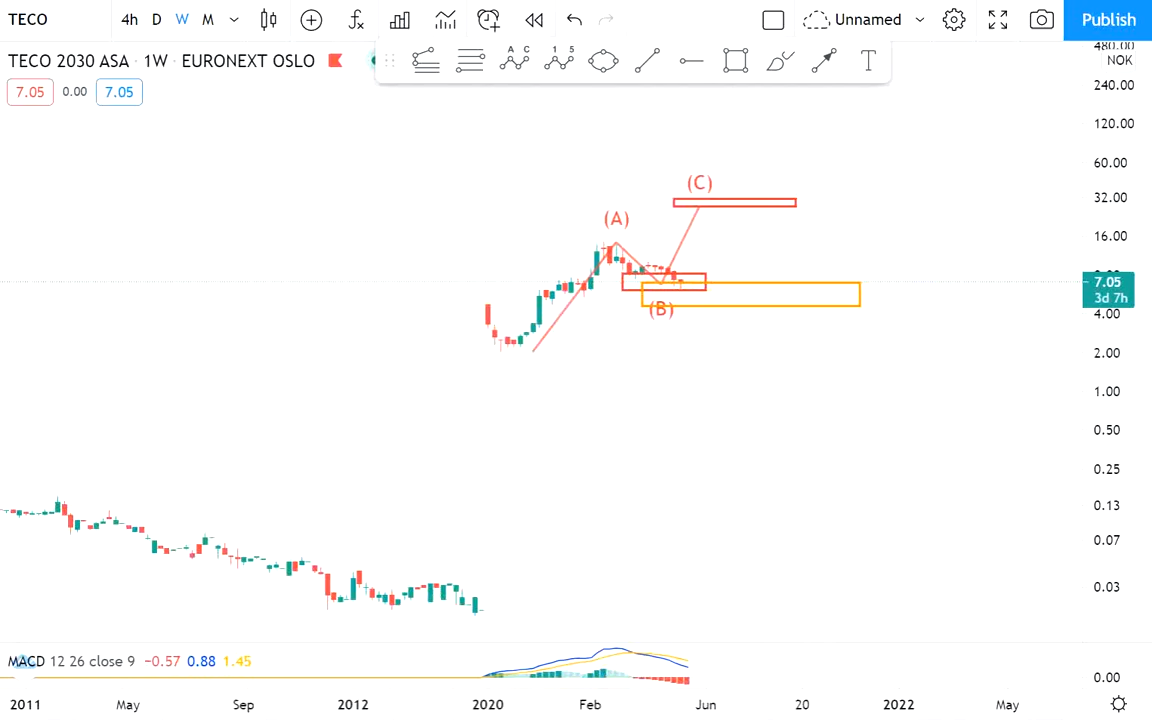 TECO 4h D W M Unnamed Publish
TECO 2030 ASA · 1W · EURONEXT OSLO
A C
1 5
T
7.05 0.00 7.05
480.00
NOK
240.00
120.00
60.00
32.00
16.00
7.05
3d 7h
4.00
2.00
1.00
0.50
0.25
0.13
0.07
0.03
(C)
(A)
(B)
MACD 12 26 close 9 −0.57 0.88 1.45
0.00
2011 May Sep 2012 2020 Feb Jun 20 2022 May